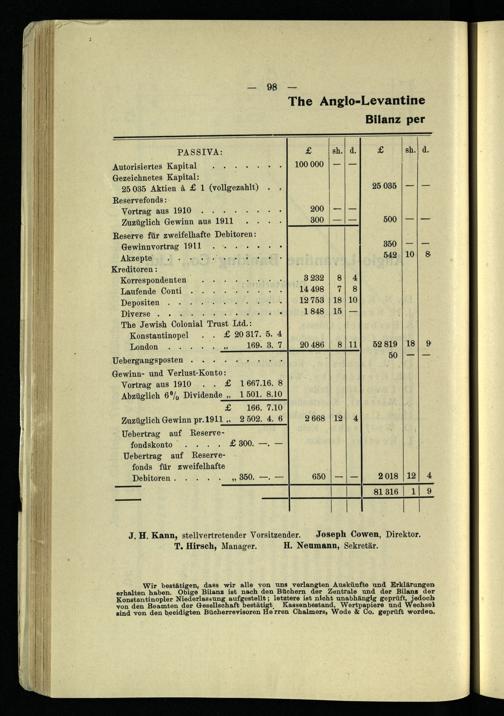 — 98 —
The Anglo-Levantine
Bilanz per
PASSIVA: £ sh. d. £ sh. d.
Autorisiertes Kapital . . . . . . 100 000 — —
Gezeichnetes Kapital:
25 035 Aktien à £ 1 (vollgezahlt) . . 25 035 — —
Reservefonds:
Vortrag aus 1910 . . . . . . . 200 — —
Zuzüglich Gewinn aus 1911 . . . . 300 — — 500 — —
Reserve für zweifelhafte Debitoren:
Gewinnvortrag 1911 . . . . . . . 350 — —
Akzepte . . . . . . . . . . 542 10 8
Kreditoren:
Korrespondenten . . . . . . . 3 232 8 4
Laufende Conti . . . . . . . . 14 498 7 8
Depositen . . . . . . . . . . 12 753 18 10
Diverse . . . . . . . . . . 1 848 15 —
The Jewish Colonial Trust Ltd.:
Konstantinopel . . £ 20 317. 5. 4
London . . . . . „ 169. 3. 7 20 486 8 11 52 819 18 9
Uebergangsposten . . . . . . . . 50 — —
Gewinn- und Verlust-Konto:
Vortrag aus 1910 . . £ 1 667.16. 8
Abzüglich 6% Dividende „ 1 501. 8.10
£ 166. 7.10
Zuzüglich Gewinn pr. 1911 „ 2 502. 4. 6 2 668 12 4
Uebertrag auf Reserve-
fondskonto . . . . £ 300. —. —
Uebertrag auf Reserve-
fonds für zweifelhafte
Debitoren . . . . . „ 350. —. — 650 — — 2 018 12 4
81 316 1 9
J. H. Kann, stellvertretender Vorsitzender. Joseph Cowen, Direktor.
T. Hirsch, Manager. H. Neumann, Sekretär.
Wir bestätigen, dass wir alle von uns verlangten Auskünfte und Erklärungen
erhalten haben. Obige Bilanz ist nach den Büchern der Zentrale und der Bilans der
Konstantinopler Niederlassung aufgestellt; letztere ist nicht unabhängig geprüft, jedoch
von den Beamten der Gesellschaft bestätigt. Kassenbestand, Wertpapiere und Wechsel
sind von den beeidigten Bücherrevisoren Herren Chalmers, Wade & Co. geprüft worden.